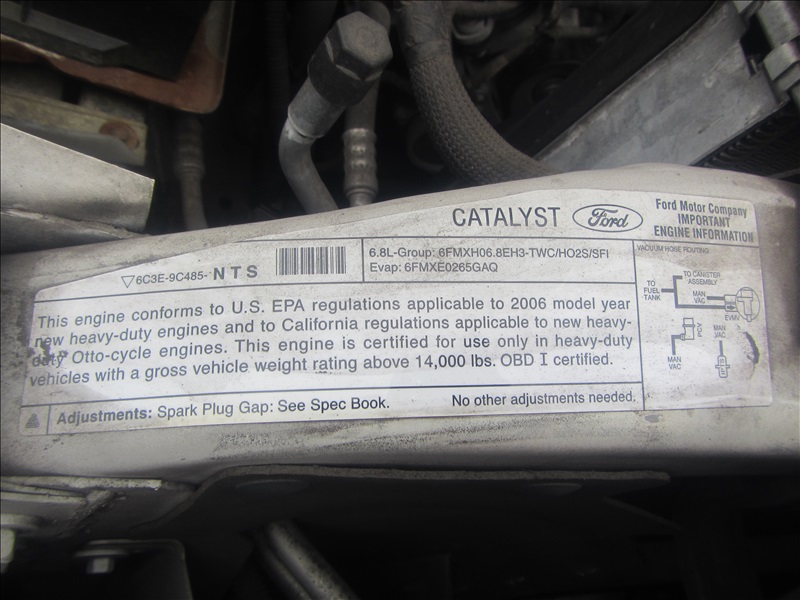 CATALYST Ford
Ford Motor Company
IMPORTANT
ENGINE INFORMATION
6C3E-9C485- NTS
6.8L-Group: 6FMXH06.8EH3-TWC/HO2S/SFI
Evap: 6FMXE0265GAQ
This engine conforms to U.S. EPA regulations applicable to 2006 model year
new heavy-duty engines and to California regulations applicable to new heavy-
duty Otto-cycle engines. This engine is certified for use only in heavy-duty
vehicles with a gross vehicle weight rating above 14,000 lbs. OBD I certified.
Adjustments: Spark Plug Gap: See Spec Book. No other adjustments needed.
VACUUM HOSE ROUTING
TO CANISTER
ASSEMBLY
TO
FUEL
TANK
MAN
VAC
EVMV
PCV
MAN
VAC
MAN
VAC